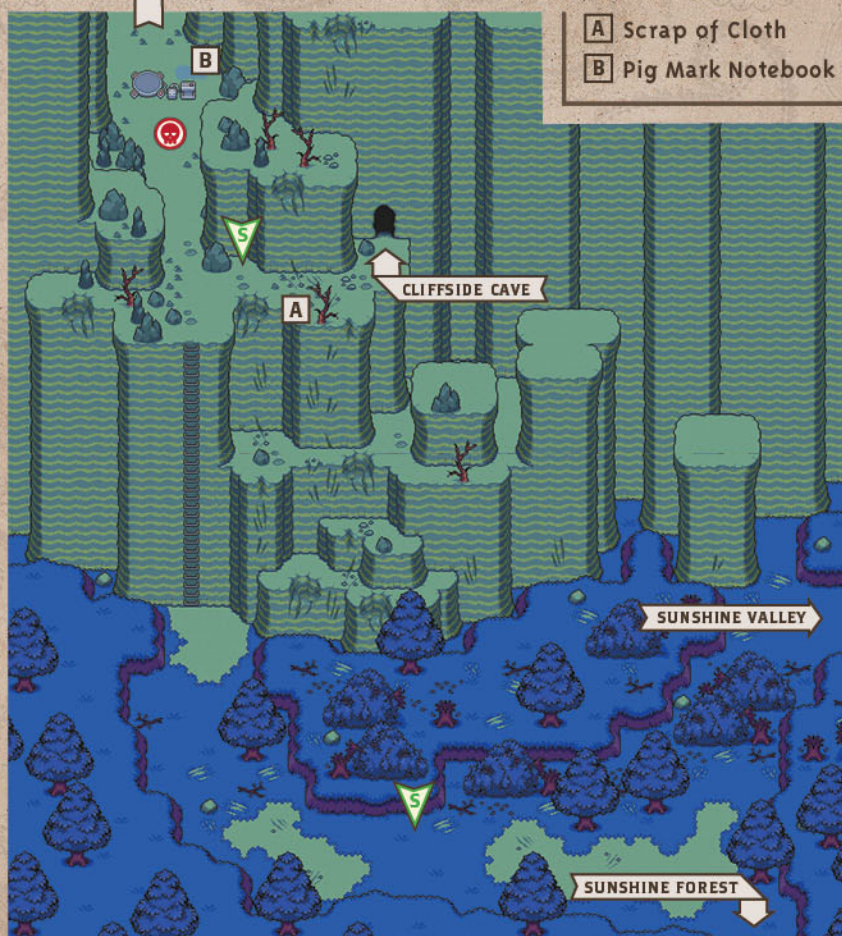 A Scrap of Cloth
B Pig Mark Notebook
B
S
CLIFFSIDE CAVE
A
SUNSHINE VALLEY
S
SUNSHINE FOREST